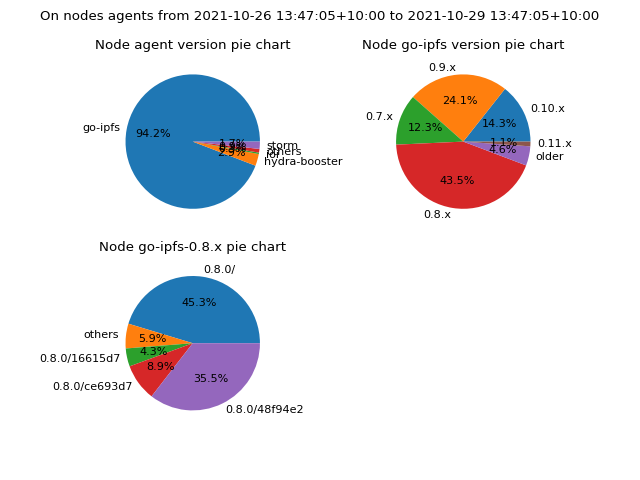 On nodes agents from 2021-10-26 13:47:05+10:00 to 2021-10-29 13:47:05+10:00
Node agent version pie chart
go-ipfs
94.2%
1.7%
2.9%
storm
others
ioi
hydra-booster
Node go-ipfs version pie chart
0.10.x
14.3%
0.9.x
24.1%
0.7.x
12.3%
0.8.x
43.5%
older
4.6%
0.11.x
1.1%
Node go-ipfs-0.8.x pie chart
0.8.0/
45.3%
others
5.9%
0.8.0/16615d7
4.3%
0.8.0/ce693d7
8.9%
0.8.0/48f94e2
35.5%